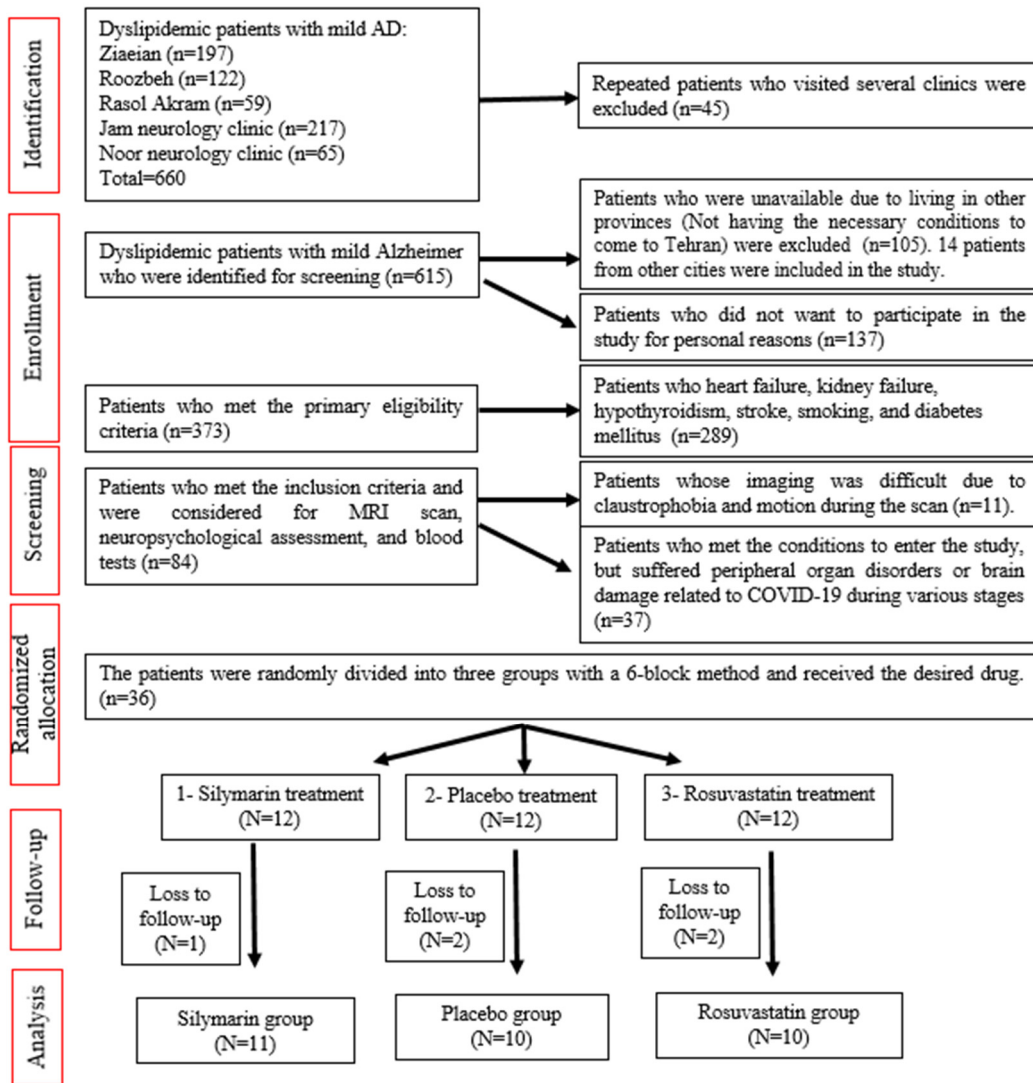 Identification
Dyslipidemic patients with mild AD:
Ziaeian (n=197)
Roozbeh (n=122)
Rasol Akram (n=59)
Jam neurology clinic (n=217)
Noor neurology clinic (n=65)
Total=660
Repeated patients who visited several clinics were
excluded (n=45)
Enrollment
Dyslipidemic patients with mild Alzheimer
who were identified for screening (n=615)
Patients who were unavailable due to living in other
provinces (Not having the necessary conditions to
come to Tehran) were excluded (n=105). 14 patients
from other cities were included in the study.
Patients who did not want to participate in the
study for personal reasons (n=137)
Patients who met the primary eligibility
criteria (n=373)
Patients who heart failure, kidney failure,
hypothyroidism, stroke, smoking, and diabetes
mellitus (n=289)
Screening
Patients who met the inclusion criteria and
were considered for MRI scan,
neuropsychological assessment, and blood
tests (n=84)
Patients whose imaging was difficult due to
claustrophobia and motion during the scan (n=11).
Patients who met the conditions to enter the study,
but suffered peripheral organ disorders or brain
damage related to COVID-19 during various stages
(n=37)
Randomized
allocation
The patients were randomly divided into three groups with a 6-block method and received the desired drug.
(n=36)
1- Silymarin treatment
(N=12)
2- Placebo treatment
(N=12)
3- Rosuvastatin treatment
(N=12)
Follow-up
Loss to
follow-up
(N=1)
Loss to
follow-up
(N=2)
Loss to
follow-up
(N=2)
Analysis
Silymarin group
(N=11)
Placebo group
(N=10)
Rosuvastatin group
(N=10)